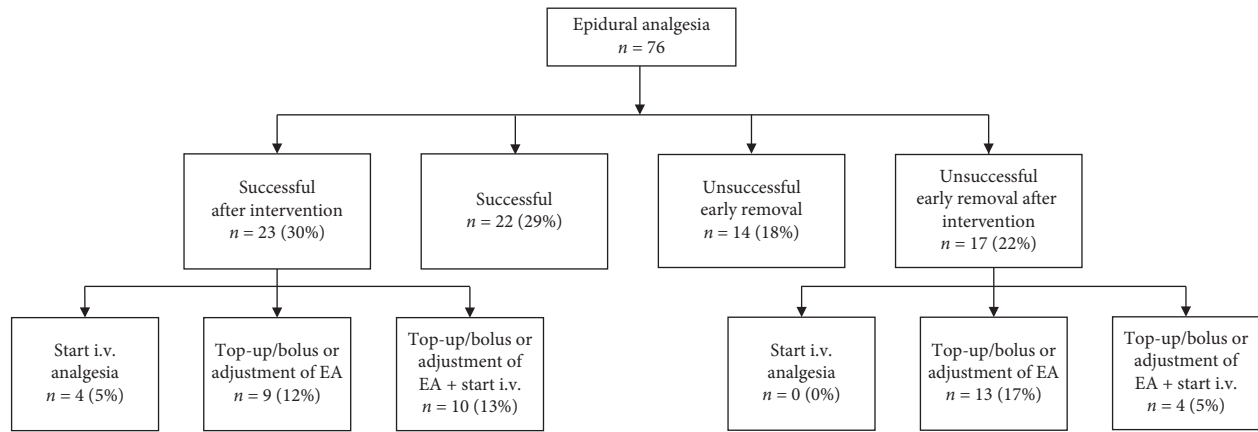 Epidural analgesia
n = 76
Successful
after intervention
n = 23 (30%)
Successful
n = 22 (29%)
Unsuccessful
early removal
n = 14 (18%)
Unsuccessful
early removal after
intervention
n = 17 (22%)
Start i.v.
analgesia
n = 4 (5%)
Top-up/bolus or
adjustment of EA
n = 9 (12%)
Top-up/bolus or
adjustment of
EA + start i.v.
n = 10 (13%)
Start i.v.
analgesia
n = 0 (0%)
Top-up/bolus or
adjustment of EA
n = 13 (17%)
Top-up/bolus or
adjustment of
EA + start i.v.
n = 4 (5%)